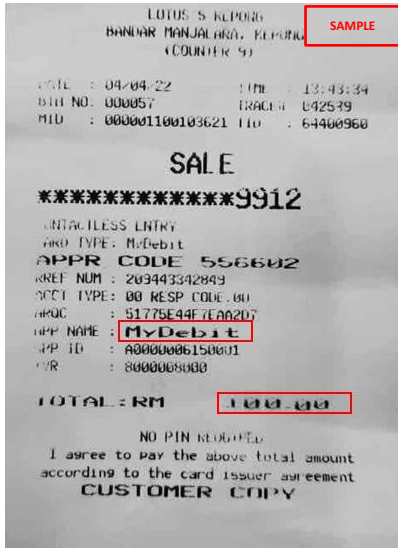 LOTUS'S KEPONG
SAMPLE
BANDAR MANJALARA, KEPONG
(COUNTER 9)
DATE : 04/04/22 TIME : 13:43:34
BTH NO. 000057 TRACE# 042539
MID : 000001100103621 TID : 64400960
SALE
************9912
CONTACTLESS ENTRY
CARD TYPE: MyDebit
APPR CODE 556602
RREF NUM : 209443342849
ACCT TYPE: 00 RESP CODE.00
ARQC : 51775E44F7EAA2D7
APP NAME : MyDebit
APP ID : A0000006150001
TVR : 8000008000
TOTAL:RM 100.00
NO PIN REQUIRED
I agree to pay the above total amount
according to the card issuer agreement
CUSTOMER COPY